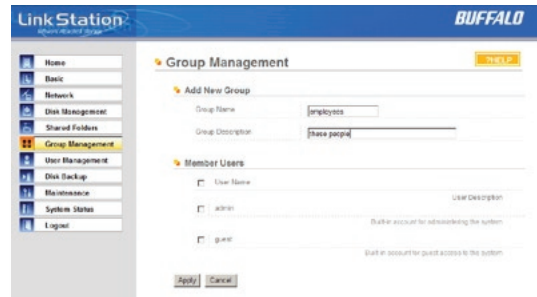 LinkStation
BUFFALO
Home
Basic
Network
Disk Management
Shared Folders
Group Management
User Management
Disk Backup
Maintenance
System Status
Logout
Group Management
?HELP
Add New Group
Group Name
employees
Group Description
these people
Member Users
User Name
User Description
admin
Built-in account for administering the system
guest
Built-in account for guest access to the system
Apply
Cancel